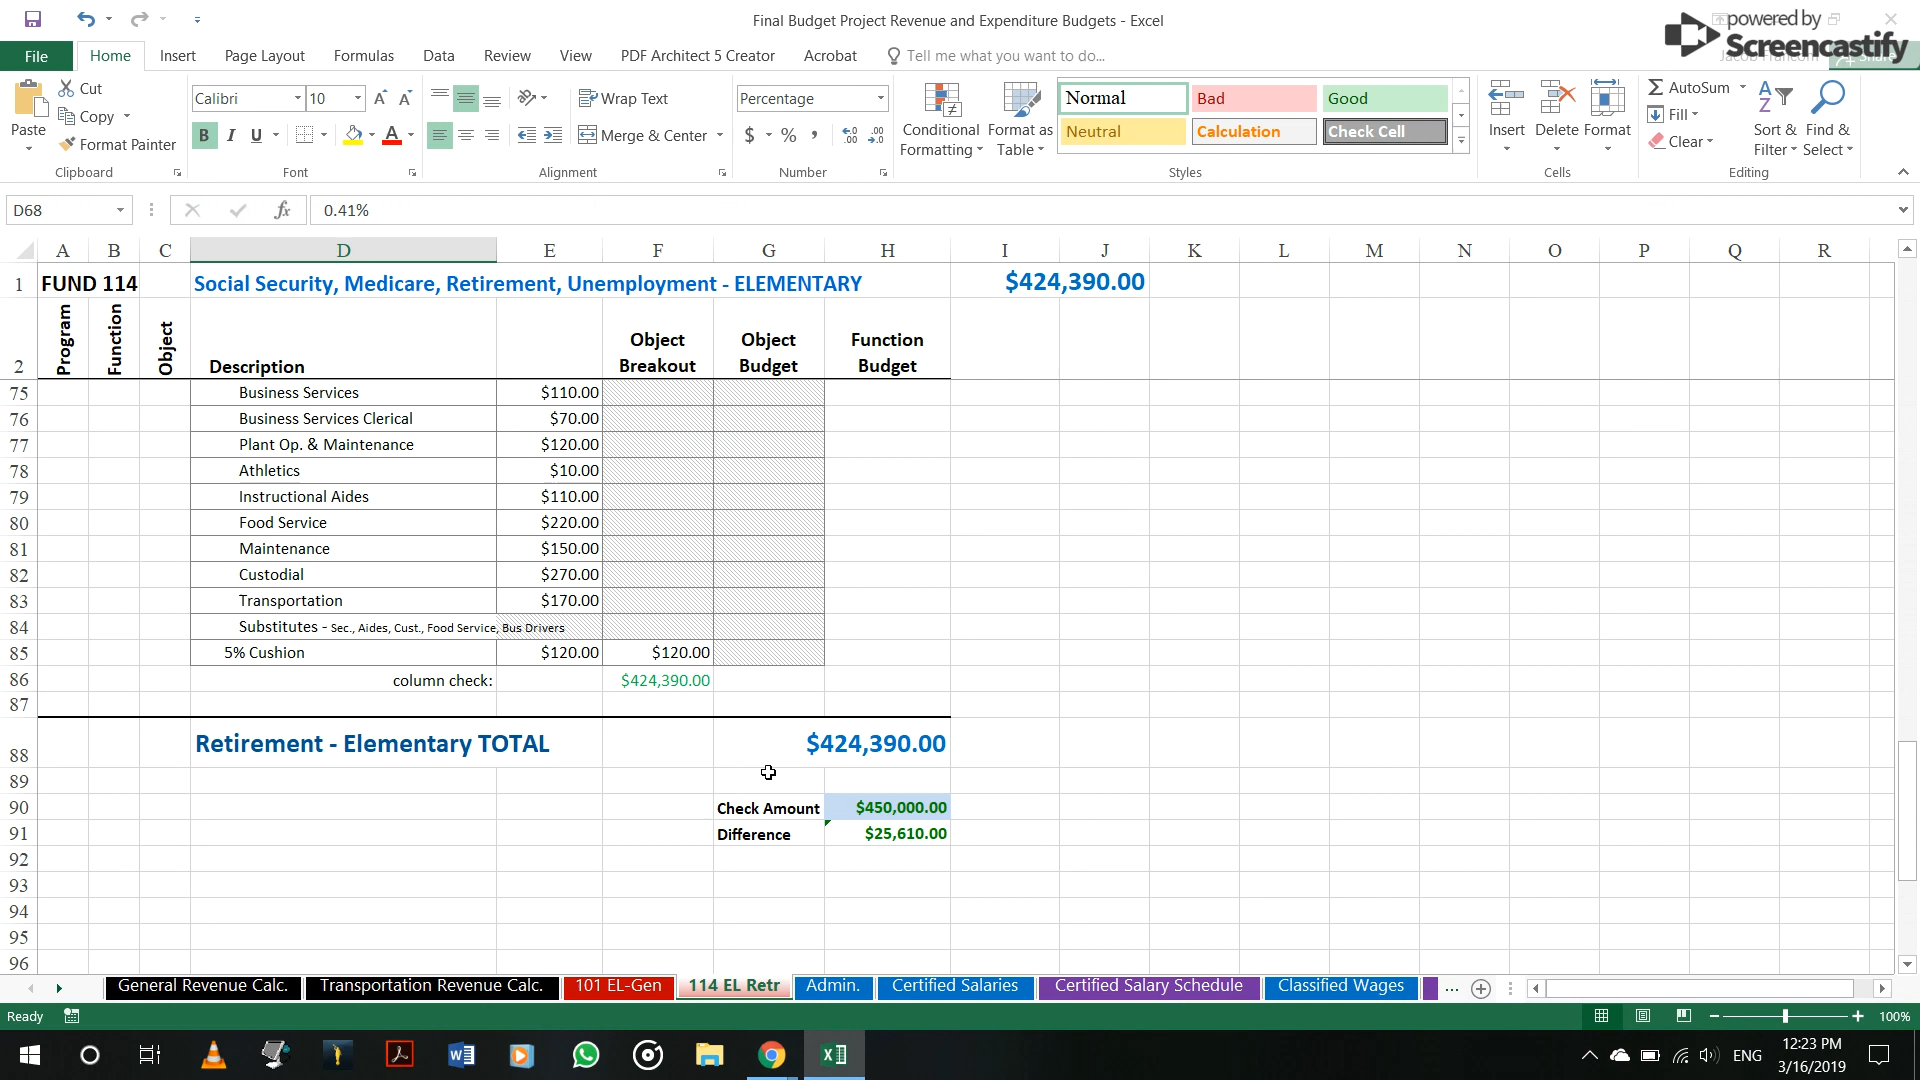 Final Budget Project Revenue and Expenditure Budgets - Excel
powered by
Screencastify
File Home Insert Page Layout Formulas Data Review View PDF Architect 5 Creator Acrobat Tell me what you want to do...
Paste Cut
Copy
Format Painter
Calibri 10
B I U
Wrap Text
Merge & Center
Percentage
$ % ,
Conditional Formatting
Format as Table
Normal Bad Good
Neutral Calculation Check Cell
Insert Delete Format
AutoSum
Fill
Clear
Sort & Filter
Find & Select
Clipboard Font Alignment Number Styles Cells Editing
D68 fx 0.41%
A B C D E F G H I J K L M N O P Q R
1 FUND 114 Social Security, Medicare, Retirement, Unemployment - ELEMENTARY $424,390.00
2 Program Function Object Description Object Breakout Object Budget Function Budget
75 Business Services $110.00
76 Business Services Clerical $70.00
77 Plant Op. & Maintenance $120.00
78 Athletics $10.00
79 Instructional Aides $110.00
80 Food Service $220.00
81 Maintenance $150.00
82 Custodial $270.00
83 Transportation $170.00
84 Substitutes - Sec., Aides, Cust., Food Service, Bus Drivers
85 5% Cushion $120.00 $120.00
86 column check: $424,390.00
87
88 Retirement - Elementary TOTAL $424,390.00
89
90 Check Amount $450,000.00
91 Difference $25,610.00
92
93
94
95
96
General Revenue Calc. Transportation Revenue Calc. 101 EL-Gen 114 EL Retr Admin. Certified Salaries Certified Salary Schedule Classified Wages ...
Ready 100%
ENG 12:23 PM
3/16/2019